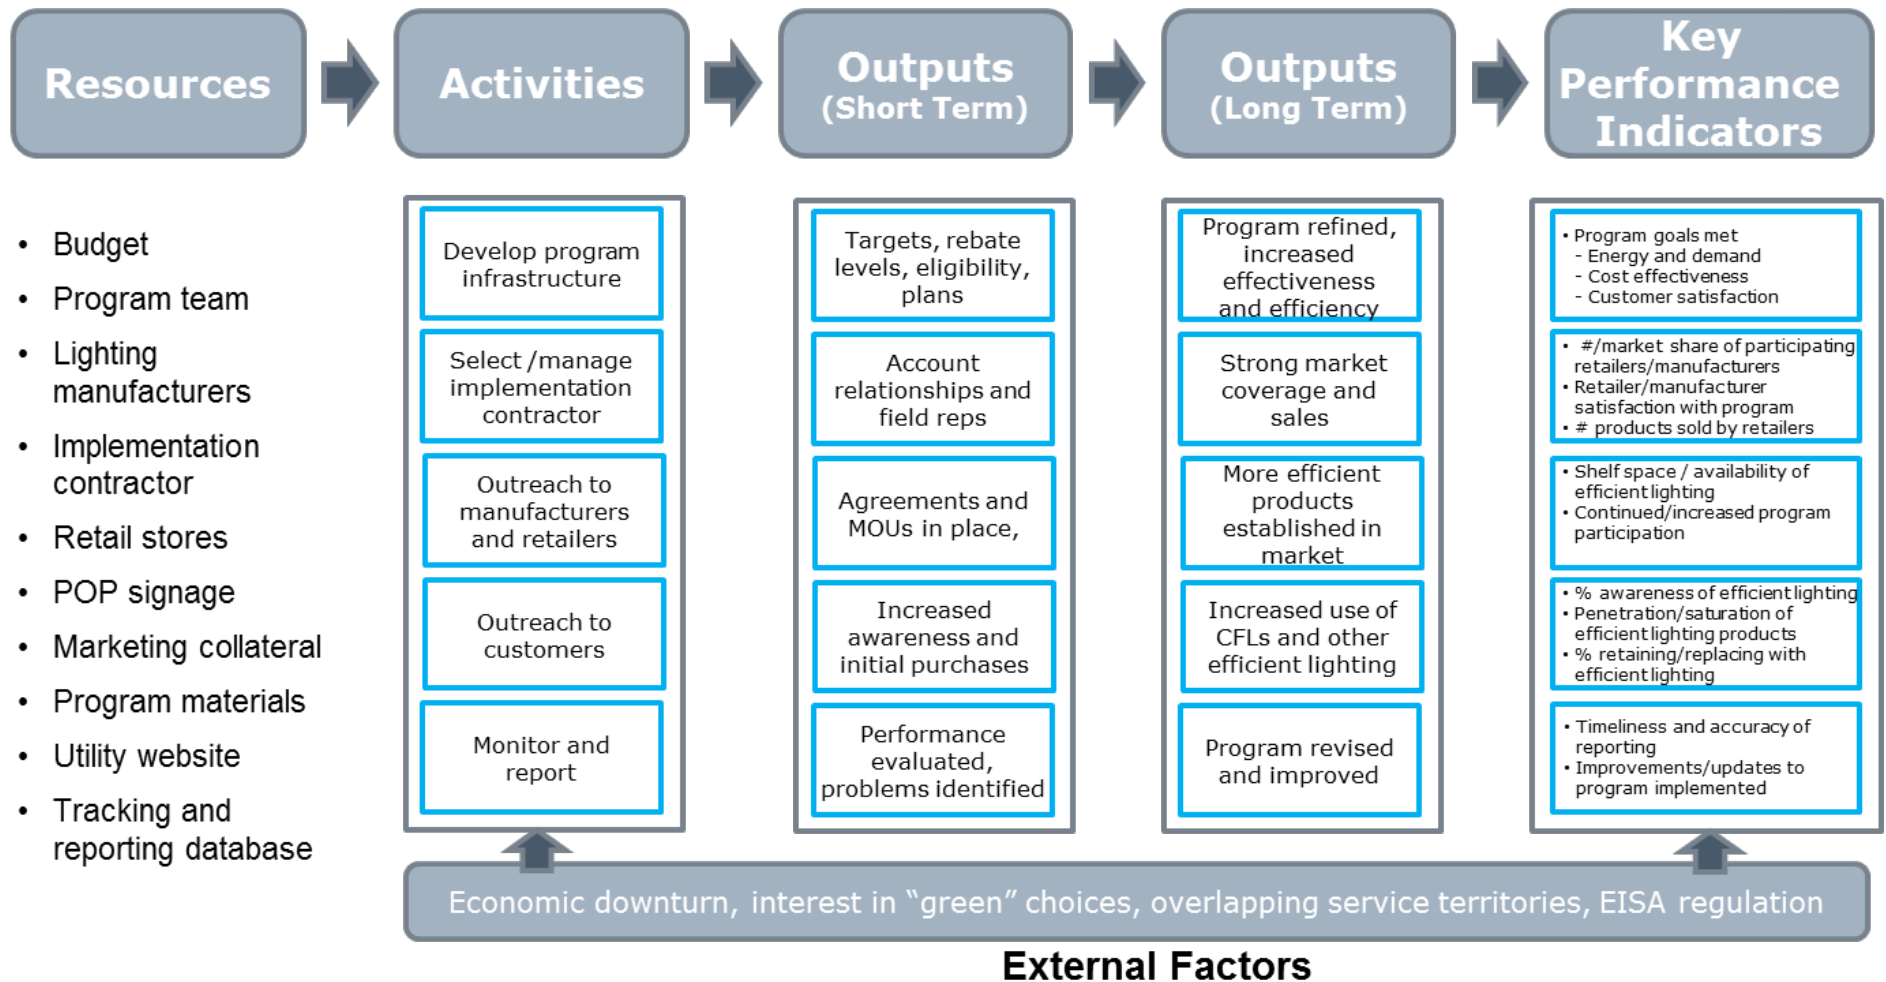 Resources
Activities
Outputs
(Short Term)
Outputs
(Long Term)
Key
Performance
Indicators
• Budget
• Program team
• Lighting
manufacturers
• Implementation
contractor
• Retail stores
• POP signage
• Marketing collateral
• Program materials
• Utility website
• Tracking and
reporting database
Develop program
infrastructure
Select /manage
implementation
contractor
Outreach to
manufacturers
and retailers
Outreach to
customers
Monitor and
report
Targets, rebate
levels, eligibility,
plans
Account
relationships and
field reps
Agreements and
MOUs in place,
Increased
awareness and
initial purchases
Performance
evaluated,
problems identified
Program refined,
increased
effectiveness
and efficiency
Strong market
coverage and
sales
More efficient
products
established in
market
Increased use of
CFLs and other
efficient lighting
Program revised
and improved
• Program goals met
- Energy and demand
- Cost effectiveness
- Customer satisfaction
• #/market share of participating
retailers/manufacturers
• Retailer/manufacturer
satisfaction with program
• # products sold by retailers
• Shelf space / availability of
efficient lighting
• Continued/increased program
participation
• % awareness of efficient lighting
• Penetration/saturation of
efficient lighting products
• % retaining/replacing with
efficient lighting
• Timeliness and accuracy of
reporting
• Improvements/updates to
program implemented
Economic downturn, interest in “green” choices, overlapping service territories, EISA regulation
External Factors